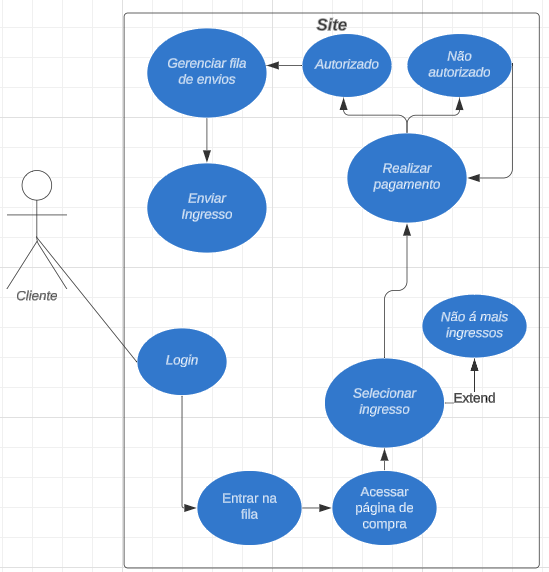 Site
Gerenciar fila
de envios
Autorizado
Não
autorizado
Enviar
Ingresso
Realizar
pagamento
Cliente
Não á mais
ingressos
Login
Selecionar
ingresso
Extend
Entrar na
fila
Acessar
página de
compra